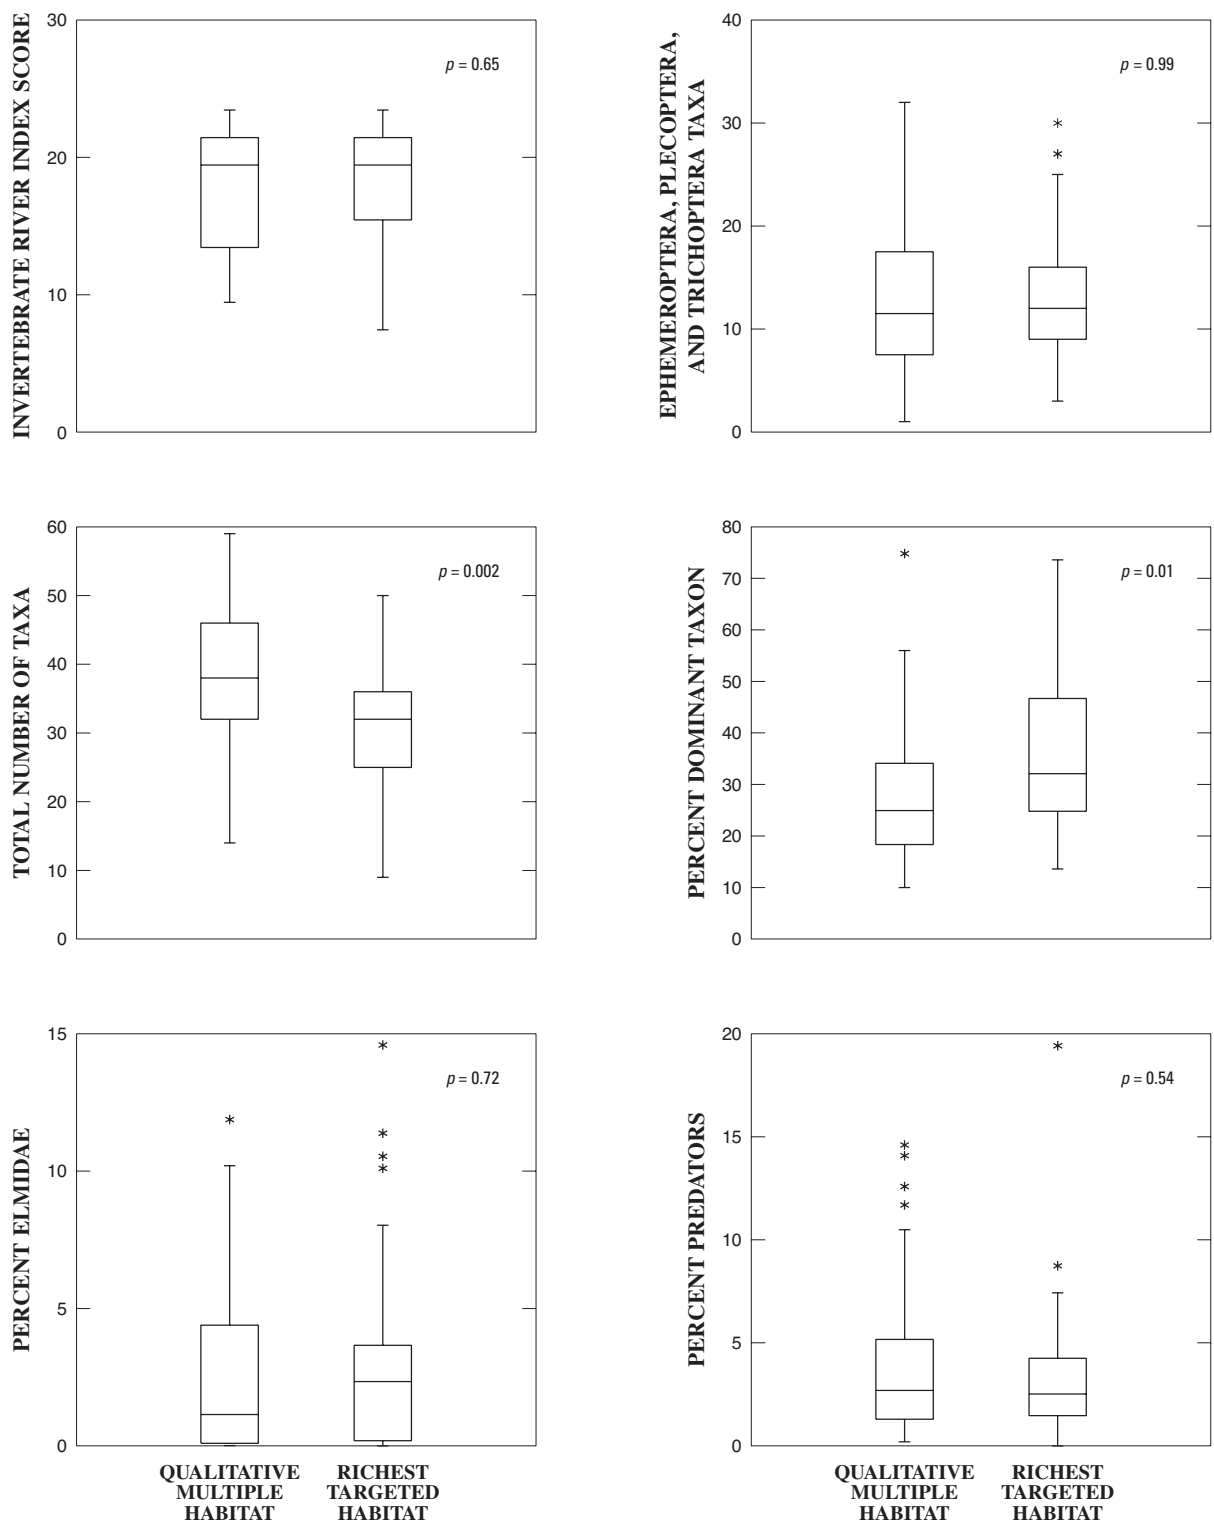 INVERTEBRATE RIVER INDEX SCORE
30
20
10
0
p = 0.65
EPHEMEROPTERA, PLECOPTERA,
AND TRICHOPTERA TAXA
40
30
20
10
0
p = 0.99
*
*
TOTAL NUMBER OF TAXA
60
50
40
30
20
10
0
p = 0.002
PERCENT DOMINANT TAXON
80
70
60
50
40
30
20
10
0
p = 0.01
*
PERCENT ELMIDAE
15
10
5
0
p = 0.72
*
*
*
*
*
QUALITATIVE
MULTIPLE
HABITAT
RICHEST
TARGETED
HABITAT
PERCENT PREDATORS
20
15
10
5
0
p = 0.54
*
*
*
*
*
*
QUALITATIVE
MULTIPLE
HABITAT
RICHEST
TARGETED
HABITAT